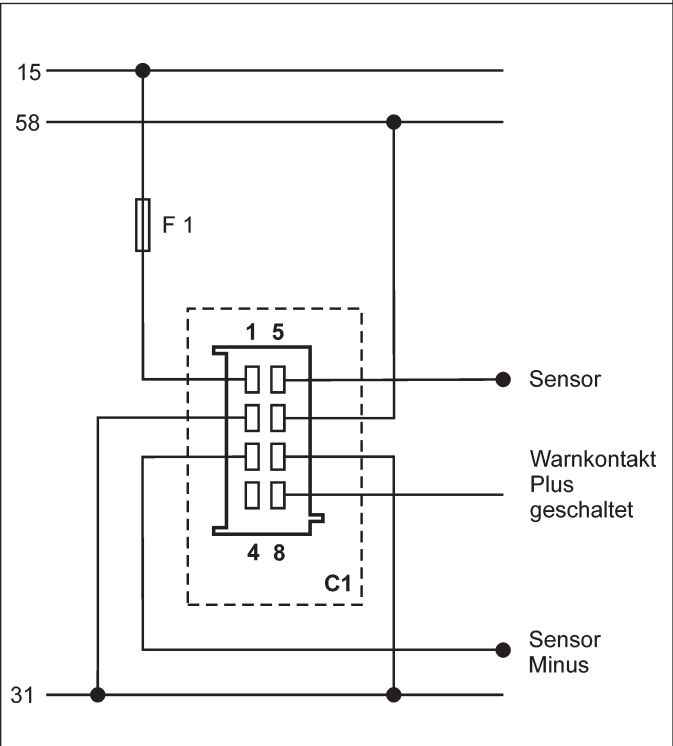 15
58
F 1
1 5
Sensor
Warnkontakt
Plus
geschaltet
4 8
C1
Sensor
Minus
31